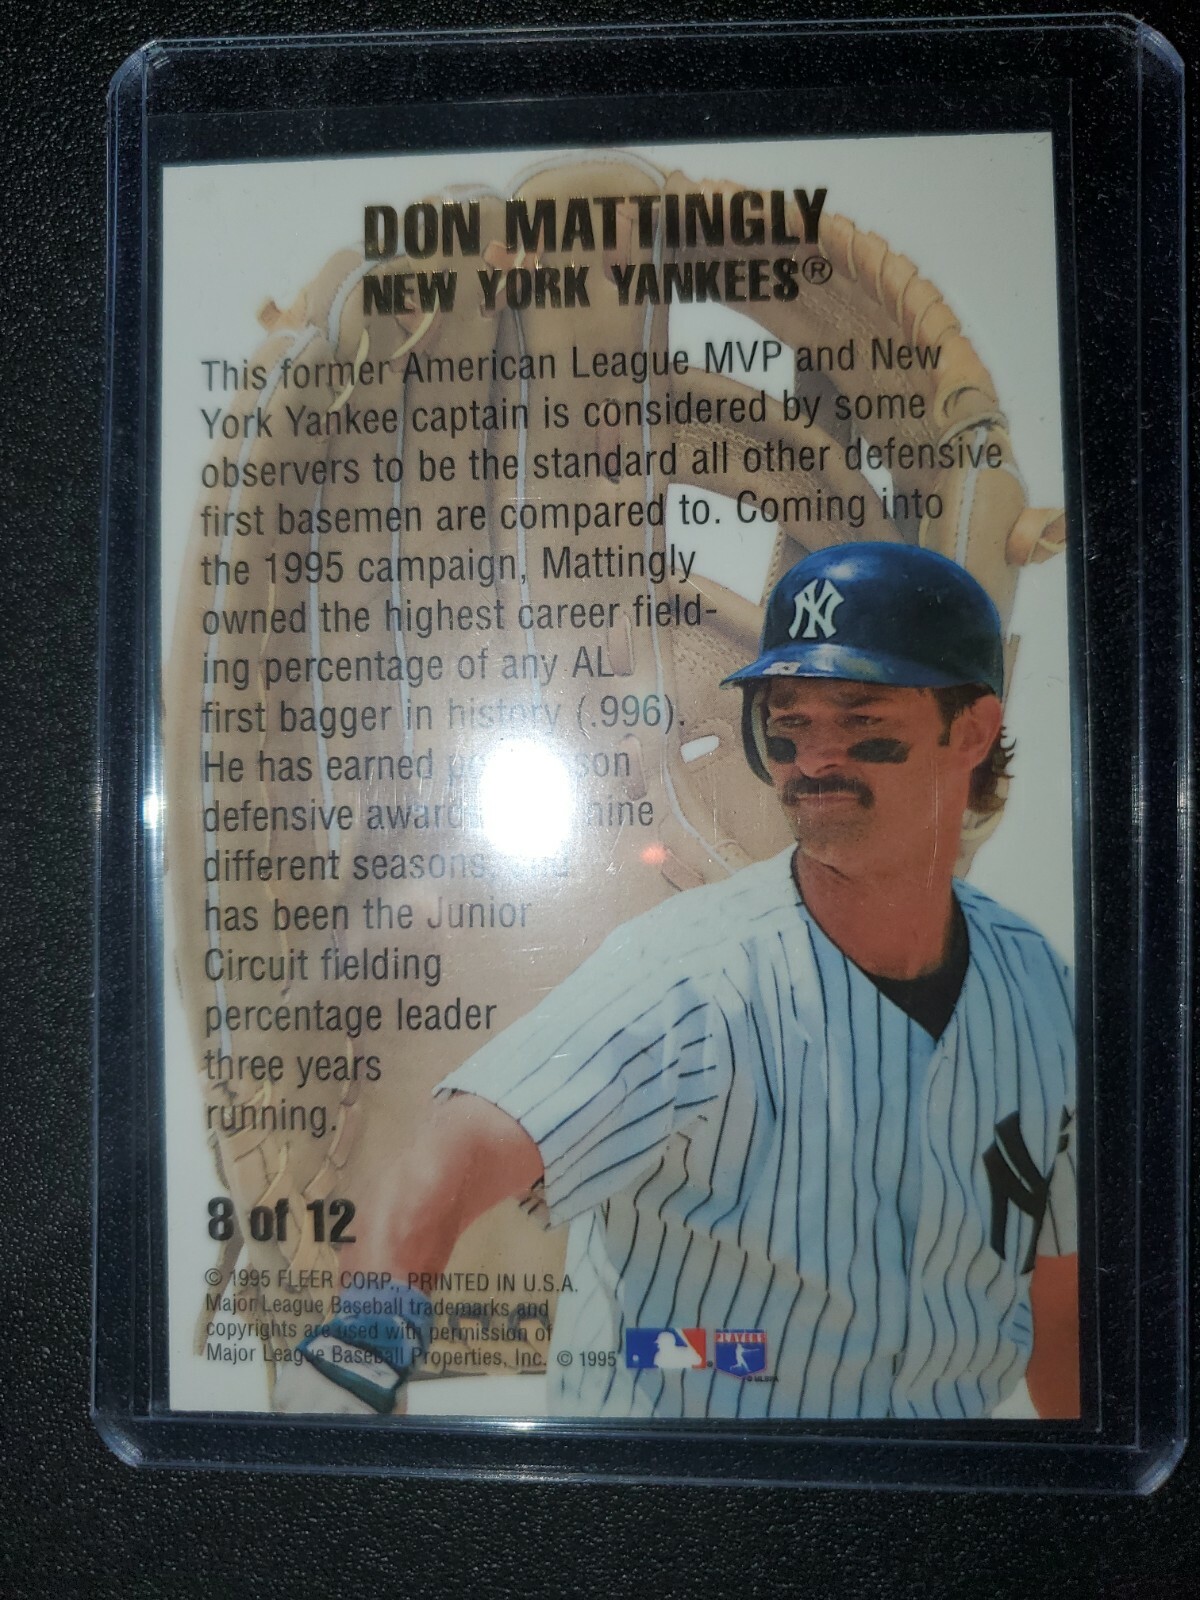 DON MATTINGLY
NEW YORK YANKEES®
This former American League MVP and New
York Yankee captain is considered by some
observers to be the standard all other defensive
first basemen are compared to. Coming into
the 1995 campaign, Mattingly
owned the highest career field-
ing percentage of any AL
first bagger in history (.996).
He has earned
defensive nine
different seasons,
has been the Junior
Circuit fielding
percentage leader
three years
running.
8 of 12
© 1995 FLEER CORP., PRINTED IN U.S.A.
Major League Baseball trademarks and
copyrights are used with permission of
Major League Baseball Properties, Inc. © 1995
PLAYERS
NY